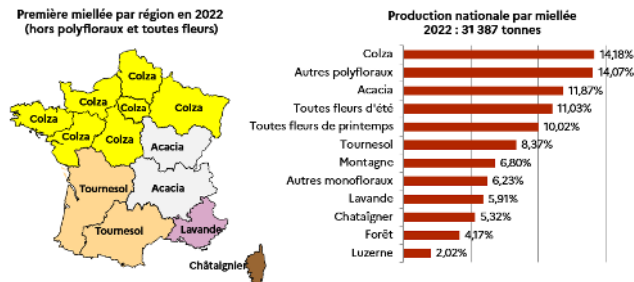 Première miellée par région en 2022
(hors polyfloraux et toutes fleurs)
Colza
Colza
Colza
Colza
Colza
Colza
Colza
Acacia
Acacia
Tournesol
Tournesol
Lavande
Châtaignier
Production nationale par miellée
2022 : 31 387 tonnes
Colza 14,18%
Autres polyfloraux 14,07%
Acacia 11,87%
Toutes fleurs d'été 11,03%
Toutes fleurs de printemps 10,02%
Tournesol 8,37%
Montagne 6,80%
Autres monofloraux 6,23%
Lavande 5,91%
Chataîgner 5,32%
Forêt 4,17%
Luzerne 2,02%